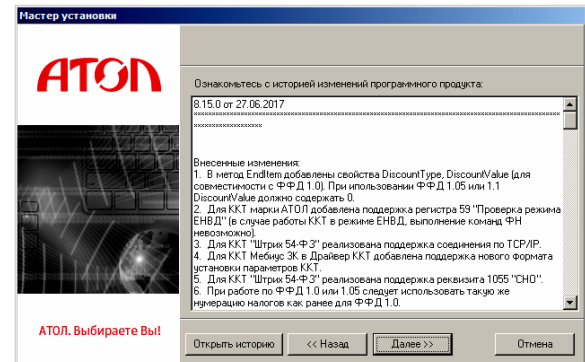 Мастер установки
АТОЛ
Ознакомьтесь с историей изменений программного продукта:
8.15.0 от 27.06.2017
Внесенные изменения:
1. В метод EndItem добавлены свойства DiscountType, DiscountValue (для
совместимости с ФФД 1.0). При ипользовании ФФД 1.05 или 1.1
DiscountValue должно содержать 0.
2. Для ККТ марки АТОЛ добавлена поддержка регистра 59 "Проверка режима
ЕНВД" (в случае работы ККТ в режиме ЕНВД, выполнение команд ФН
невозможно).
3. Для ККТ "Штрих 54-ФЗ" реализована поддержка соединения по TCP/IP.
4. Для ККТ Мебиус 3К в Драйвер ККТ добавлена поддержка нового формата
установки параметров ККТ.
5. Для ККТ "Штрих 54-ФЗ" реализована поддержка реквизита 1055 "СНО".
6. При работе по ФФД 1.0 или 1.05 следует использовать такую же
нумерацию налогов как ранее для ФФД 1.0.
АТОЛ. Выбираете Вы!
Открыть историю
<< Назад
Далее >>
Отмена